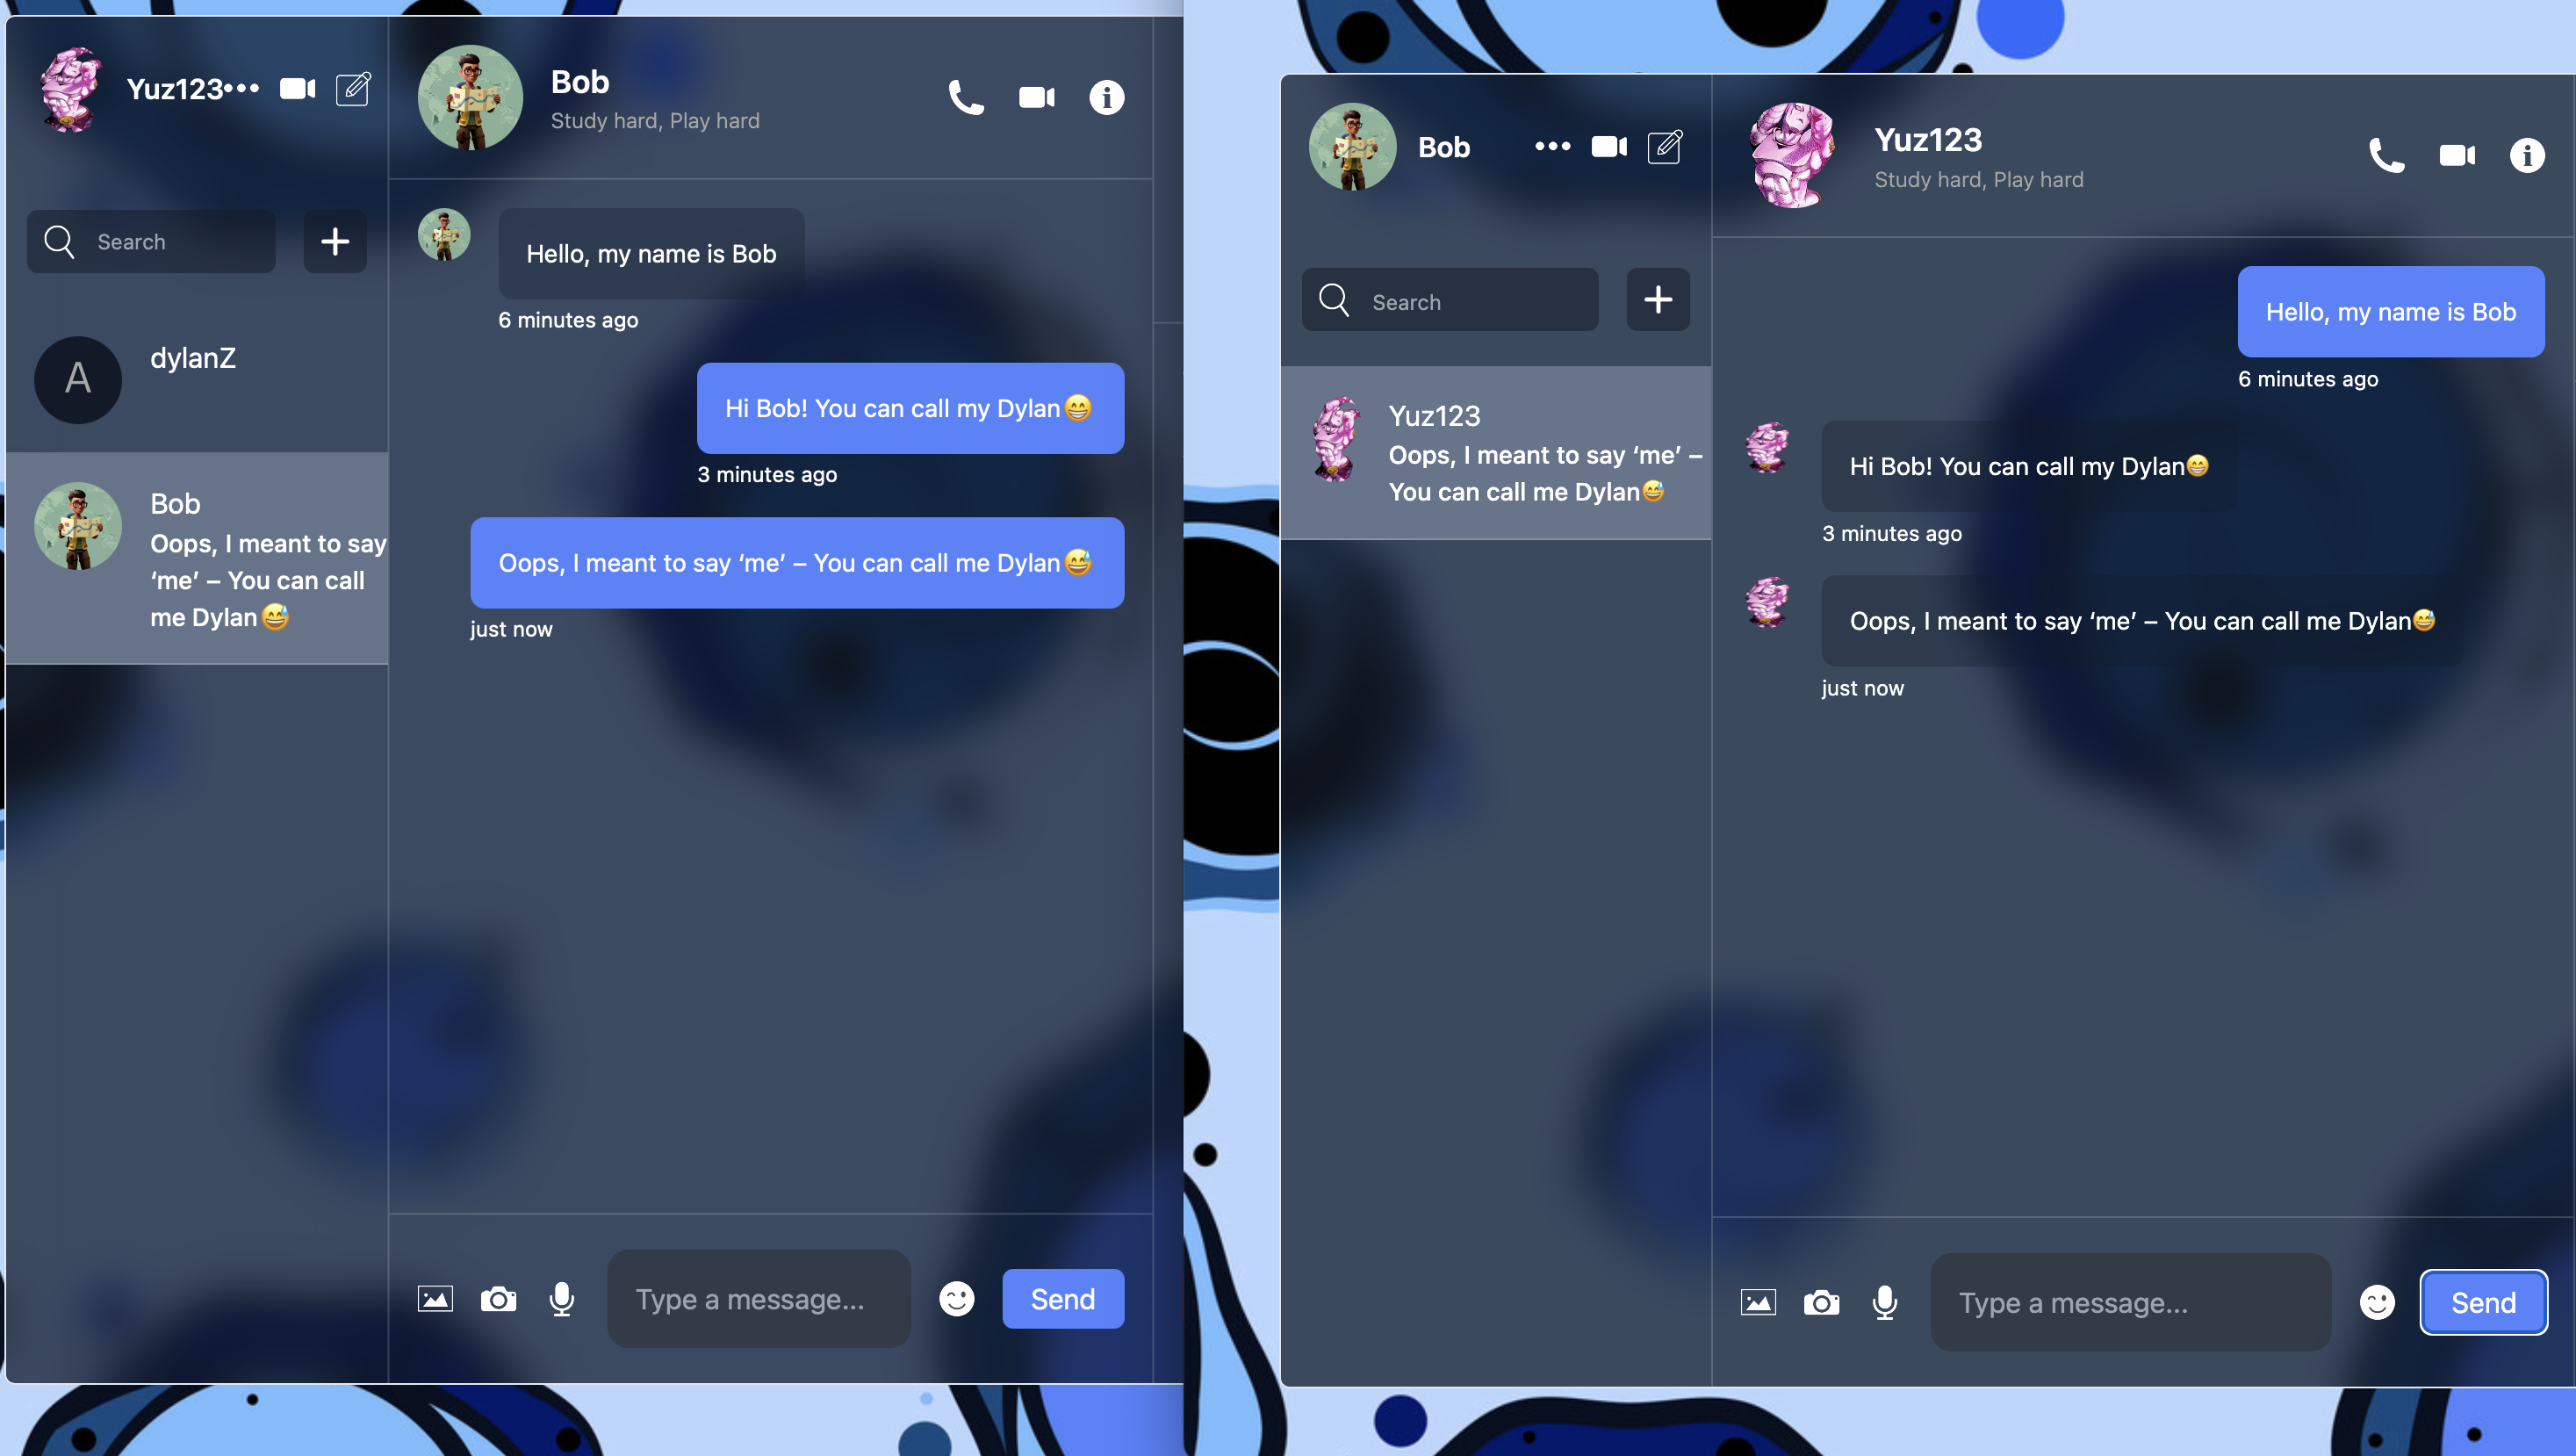 Yuz123
Search
dylanZ
A
Bob
Oops, I meant to say
‘me’ – You can call
me Dylan😅
Bob
Study hard, Play hard
Hello, my name is Bob
6 minutes ago
Hi Bob! You can call my Dylan😁
3 minutes ago
Oops, I meant to say ‘me’ – You can call me Dylan😅
just now
Type a message...
Send
Bob
Search
Yuz123
Oops, I meant to say ‘me’ –
You can call me Dylan😅
Yuz123
Study hard, Play hard
Hello, my name is Bob
6 minutes ago
Hi Bob! You can call my Dylan😁
3 minutes ago
Oops, I meant to say ‘me’ – You can call me Dylan😅
just now
Type a message...
Send